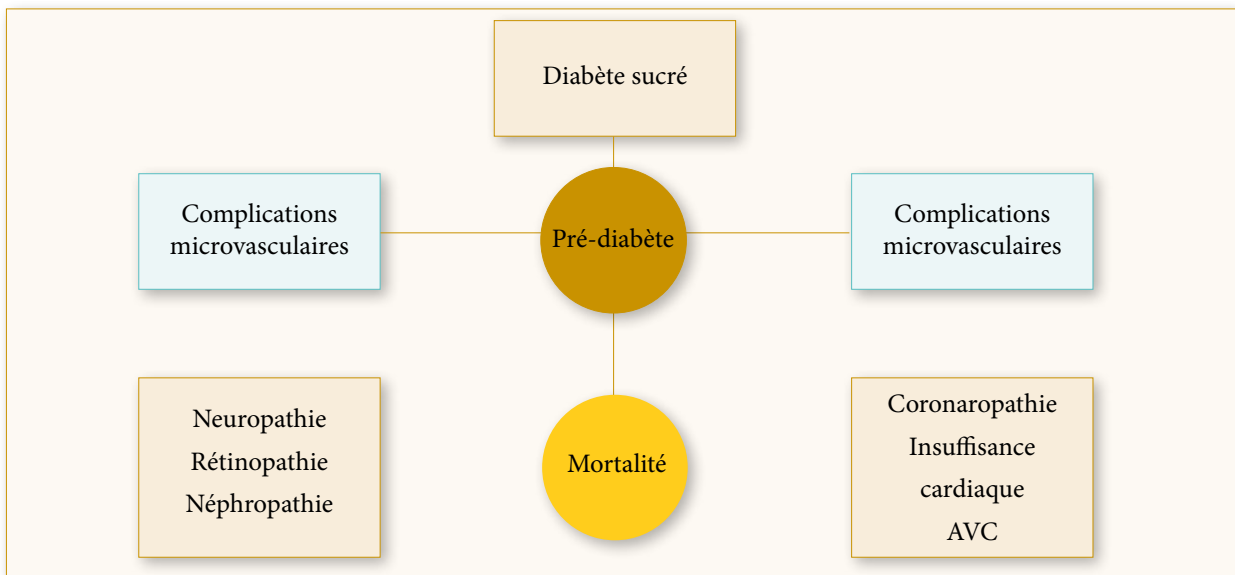 Diabète sucré
Complications
microvasculaires
Pré-diabète
Complications
microvasculaires
Neuropathie
Rétinopathie
Néphropathie
Mortalité
Coronaropathie
Insuffisance
cardiaque
AVC